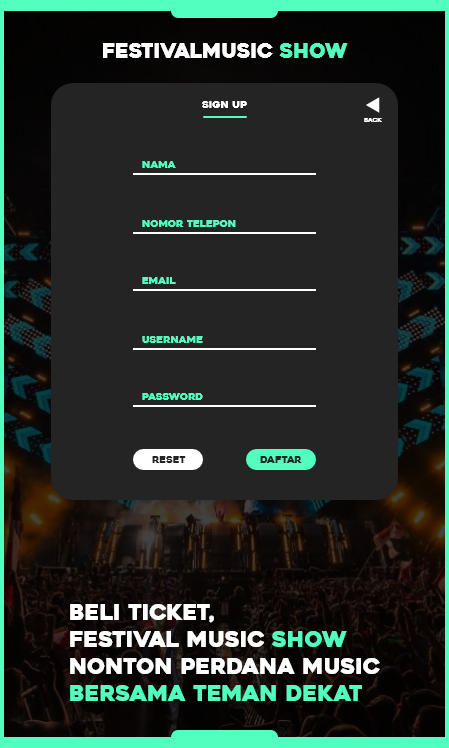 FESTIVALMUSIC SHOW
SIGN UP
BACK
NAMA
NOMOR TELEPON
EMAIL
USERNAME
PASSWORD
RESET
DAFTAR
BELI TICKET,
FESTIVAL MUSIC SHOW
NONTON PERDANA MUSIC
BERSAMA TEMAN DEKAT